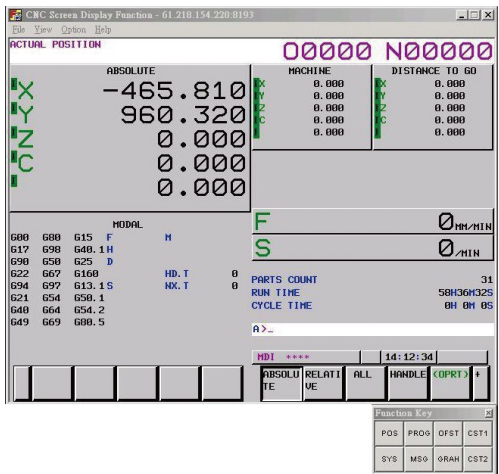 CNC Screen Display Function - 61.218.154.220:8193
File View Option Help
ACTUAL POSITION O0000 N00000
ABSOLUTE MACHINE DISTANCE TO GO
X -465.810 X 0.000 X 0.000
Y 960.320 Y 0.000 Y 0.000
Z 0.000 Z 0.000 Z 0.000
C 0.000 C 0.000 C 0.000
0.000 0.000 0.000
MODAL
G00 G80 G15 F M
G17 G98 G40.1 H
G90 G50 G25 D
G22 G67 G160 HD.T 0
G94 G97 G13.1 S NX.T 0
G21 G54 G50.1
G40 G64 G54.2
G49 G69 G80.5
F 0 MM/MIN
S 0 /MIN
PARTS COUNT 31
RUN TIME 58H36M32S
CYCLE TIME 0H 0M 0S
A>_
MDI **** 14:12:34
ABSOLUTE RELATIVE ALL HANDLE (OPRT) +
Function Key
POS PROG OFST CST1
SYS MSG GRAH CST2